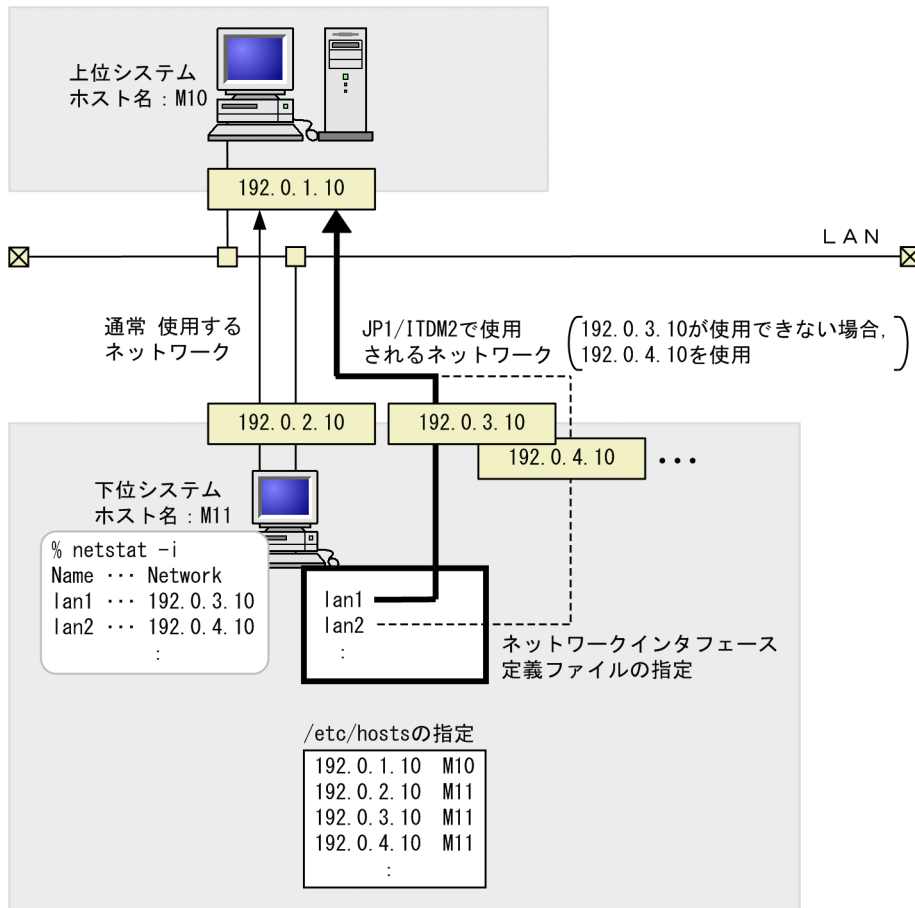 上位システム
ホスト名：M10
192.0.1.10
ＬＡＮ
通常 使用する
ネットワーク
JP1/ITDM2で使用
されるネットワーク
192.0.3.10が使用できない場合,
192.0.4.10を使用
192.0.2.10
192.0.3.10
192.0.4.10
・・・
下位システム
ホスト名：M11
% netstat -i
Name ･･･ Network
lan1 ･･･ 192.0.3.10
lan2 ･･･ 192.0.4.10
:
lan1
lan2
:
ネットワークインタフェース
定義ファイルの指定
/etc/hostsの指定
192.0.1.10 M10
192.0.2.10 M11
192.0.3.10 M11
192.0.4.10 M11
: